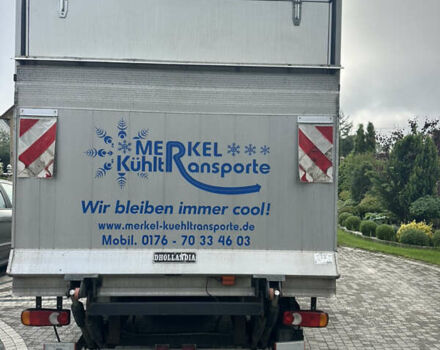 MERKEL
KühltRansporte
Wir bleiben immer cool!
www.merkel-kuehltransporte.de
Mobil. 0176 - 70 33 46 03
DHOLLANDIA